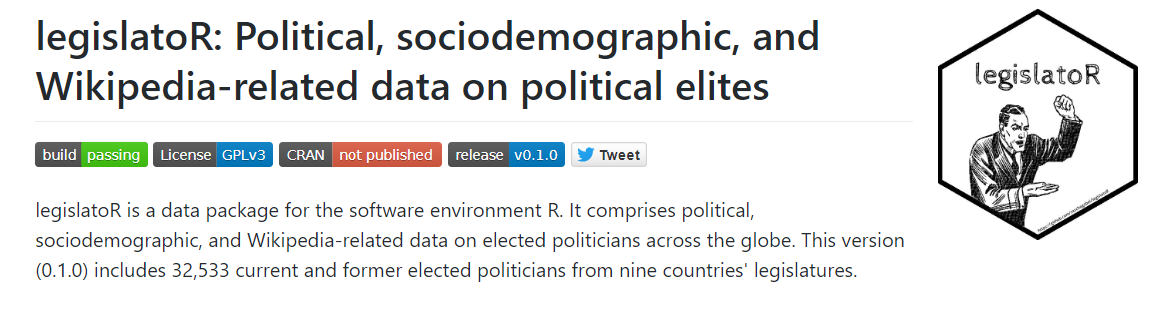 legislatoR: Political, sociodemographic, and
Wikipedia-related data on political elites
build passing License GPLv3 CRAN not published release v0.1.0 Tweet
legislatoR is a data package for the software environment R. It comprises political,
sociodemographic, and Wikipedia-related data on elected politicians across the globe. This version
(0.1.0) includes 32,533 current and former elected politicians from nine countries' legislatures.
legislatoR